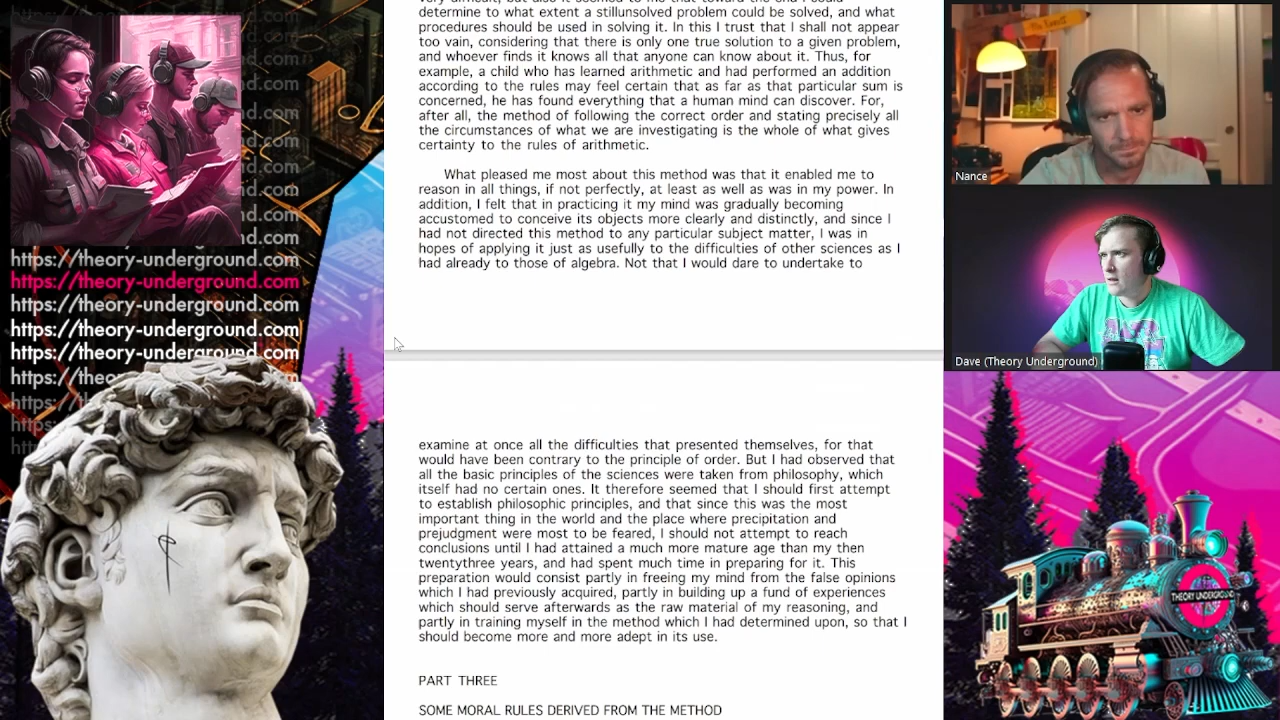 https://theory-underground.com
https://theory-underground.com
https://theory-underground.com
https://theory-underground.com
https://theory-underground.com
https://theo
very difficult, but also it seemed to me that toward the end I could
determine to what extent a stillunsolved problem could be solved, and what
procedures should be used in solving it. In this I trust that I shall not appear
too vain, considering that there is only one true solution to a given problem,
and whoever finds it knows all that anyone can know about it. Thus, for
example, a child who has learned arithmetic and had performed an addition
according to the rules may feel certain that as far as that particular sum is
concerned, he has found everything that a human mind can discover. For,
after all, the method of following the correct order and stating precisely all
the circumstances of what we are investigating is the whole of what gives
certainty to the rules of arithmetic.
What pleased me most about this method was that it enabled me to
reason in all things, if not perfectly, at least as well as was in my power. In
addition, I felt that in practicing it my mind was gradually becoming
accustomed to conceive its objects more clearly and distinctly, and since I
had not directed this method to any particular subject matter, I was in
hopes of applying it just as usefully to the difficulties of other sciences as I
had already to those of algebra. Not that I would dare to undertake to
examine at once all the difficulties that presented themselves, for that
would have been contrary to the principle of order. But I had observed that
all the basic principles of the sciences were taken from philosophy, which
itself had no certain ones. It therefore seemed that I should first attempt
to establish philosophic principles, and that since this was the most
important thing in the world and the place where precipitation and
prejudgment were most to be feared, I should not attempt to reach
conclusions until I had attained a much more mature age than my then
twentythree years, and had spent much time in preparing for it. This
preparation would consist partly in freeing my mind from the false opinions
which I had previously acquired, partly in building up a fund of experiences
which should serve afterwards as the raw material of my reasoning, and
partly in training myself in the method which I had determined upon, so that I
should become more and more adept in its use.
PART THREE
SOME MORAL RULES DERIVED FROM THE METHOD
Nance
Dave (Theory Underground)
THEORY UNDERGROUND